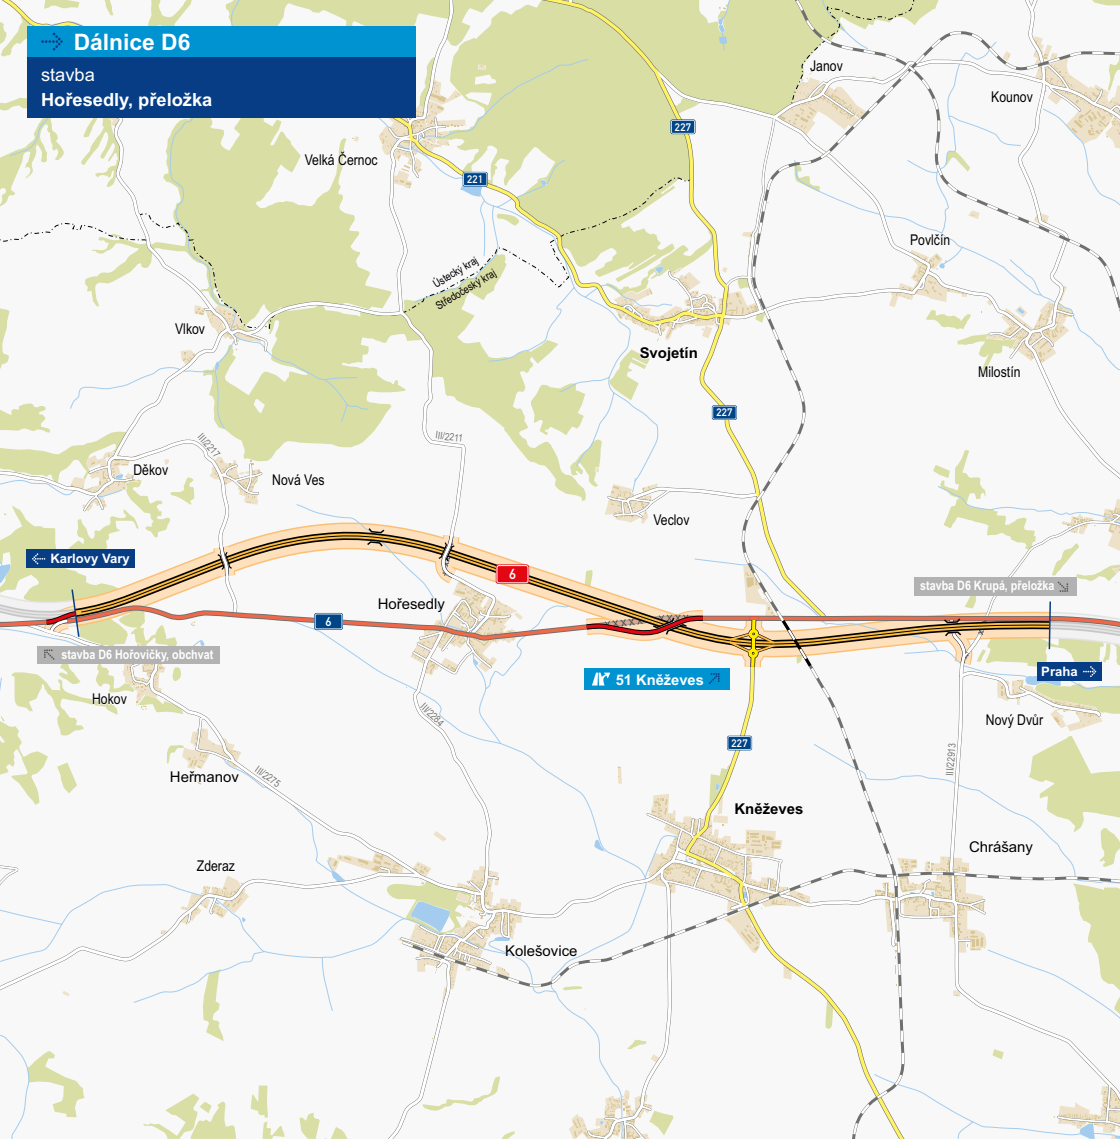 Dálnice D6
stavba
Hořesedly, přeložka
Janov
Kounov
227
Velká Černoc
221
Povlčín
Ústecký kraj
Středočeský kraj
Vlkov
Svojetín
Milostín
227
III/2211
III/2217
Děkov
Nová Ves
Veclov
Karlovy Vary
6
stavba D6 Krupá, přeložka
Hořesedly
6
XXXXXXXXX
stavba D6 Hořovičky, obchvat
51 Kněževes
Praha
Hokov
Nový Dvůr
III/2284
227
III/22913
Heřmanov
III/2275
Kněževes
Chrášany
Zderaz
Kolešovice